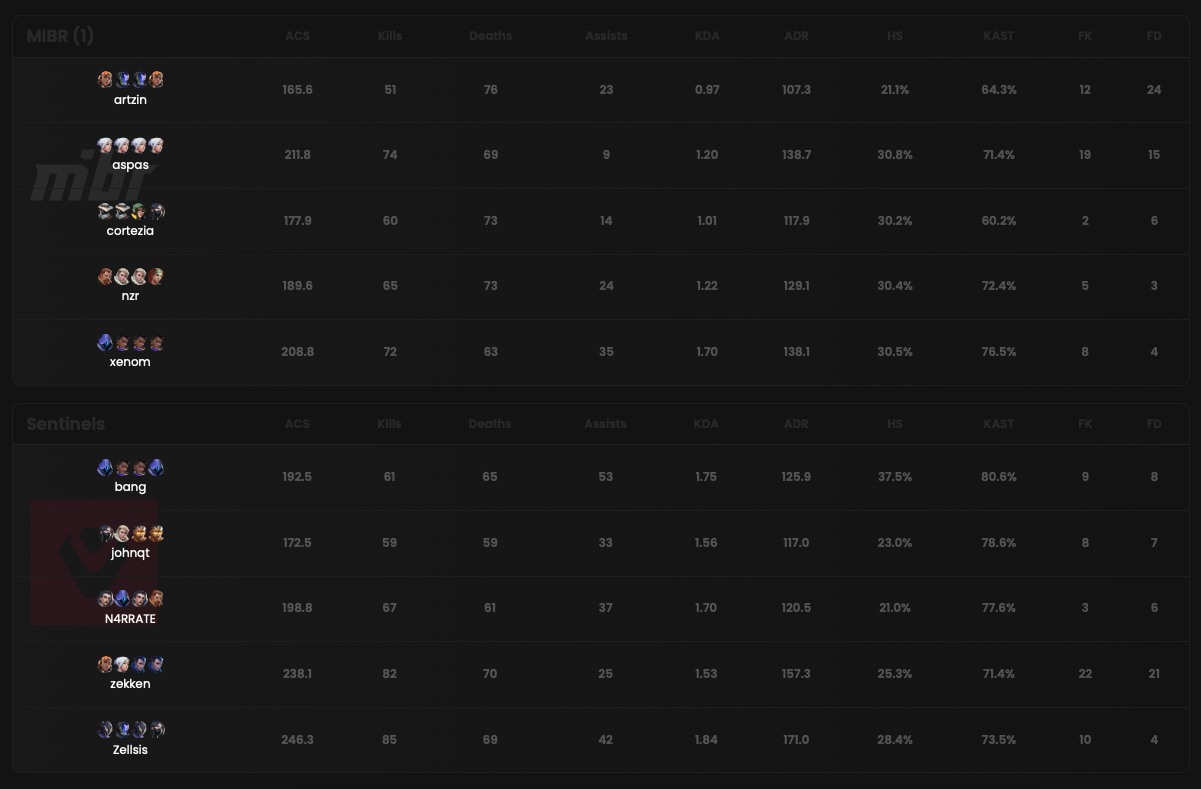 MIBR (1) ACS Kills Deaths Assists KDA ADR HS KAST FK FD
artzin 165.6 51 76 23 0.97 107.3 21.1% 64.3% 12 24
mibr
aspas 211.8 74 69 9 1.20 138.7 30.8% 71.4% 19 15
cortezia 177.9 60 73 14 1.01 117.9 30.2% 60.2% 2 6
nzr 189.6 65 73 24 1.22 129.1 30.4% 72.4% 5 3
xenom 208.8 72 63 35 1.70 138.1 30.5% 76.5% 8 4
Sentinels ACS Kills Deaths Assists KDA ADR HS KAST FK FD
bang 192.5 61 65 53 1.75 125.9 37.5% 80.6% 9 8
johnqt 172.5 59 59 33 1.56 117.0 23.0% 78.6% 8 7
N4RRATE 198.8 67 61 37 1.70 120.5 21.0% 77.6% 3 6
zekken 238.1 82 70 25 1.53 157.3 25.3% 71.4% 22 21
Zellsis 246.3 85 69 42 1.84 171.0 28.4% 73.5% 10 4